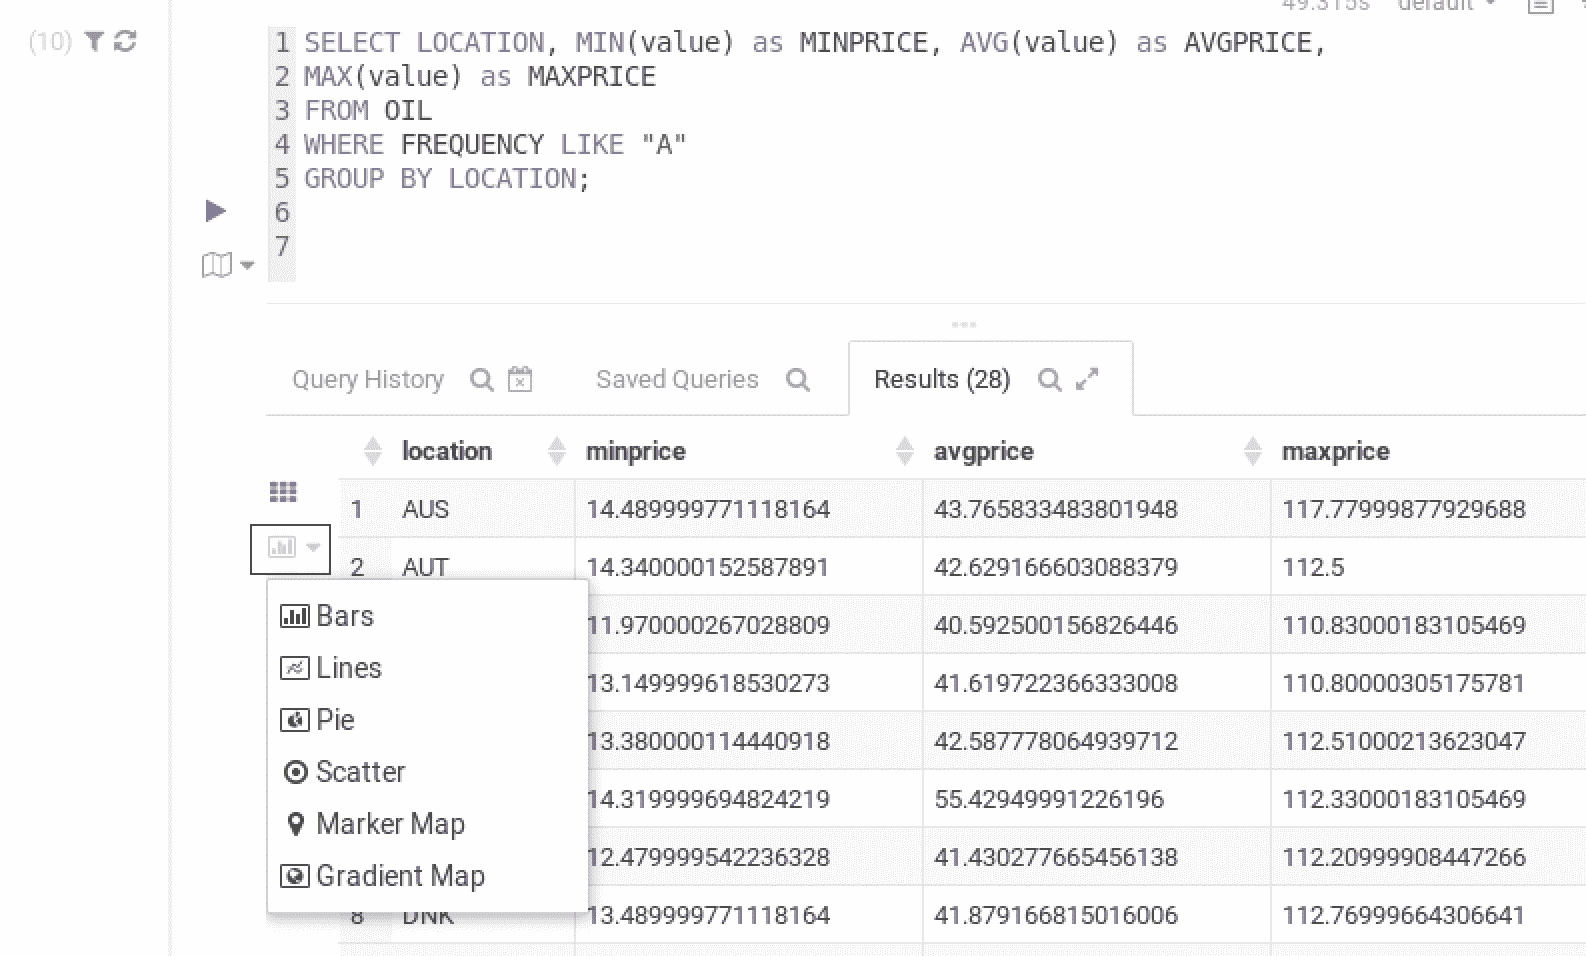 49.315s default
(10)
1 SELECT LOCATION, MIN(value) as MINPRICE, AVG(value) as AVGPRICE,
2 MAX(value) as MAXPRICE
3 FROM OIL
4 WHERE FREQUENCY LIKE "A"
5 GROUP BY LOCATION;
6
7
Query History Saved Queries Results (28)
location minprice avgprice maxprice
1 AUS 14.489999771118164 43.765833483801948 117.77999877929688
2 AUT 14.340000152587891 42.629166603088379 112.5
Bars
11.970000267028809 40.592500156826446 110.83000183105469
Lines
13.149999618530273 41.619722366333008 110.80000305175781
Pie
13.380000114440918 42.587778064939712 112.51000213623047
Scatter
14.319999694824219 55.42949991226196 112.33000183105469
Marker Map
12.479999542236328 41.430277665456138 112.20999908447266
Gradient Map
8 DNK 13.489999771118164 41.879166815016006 112.769999664306641